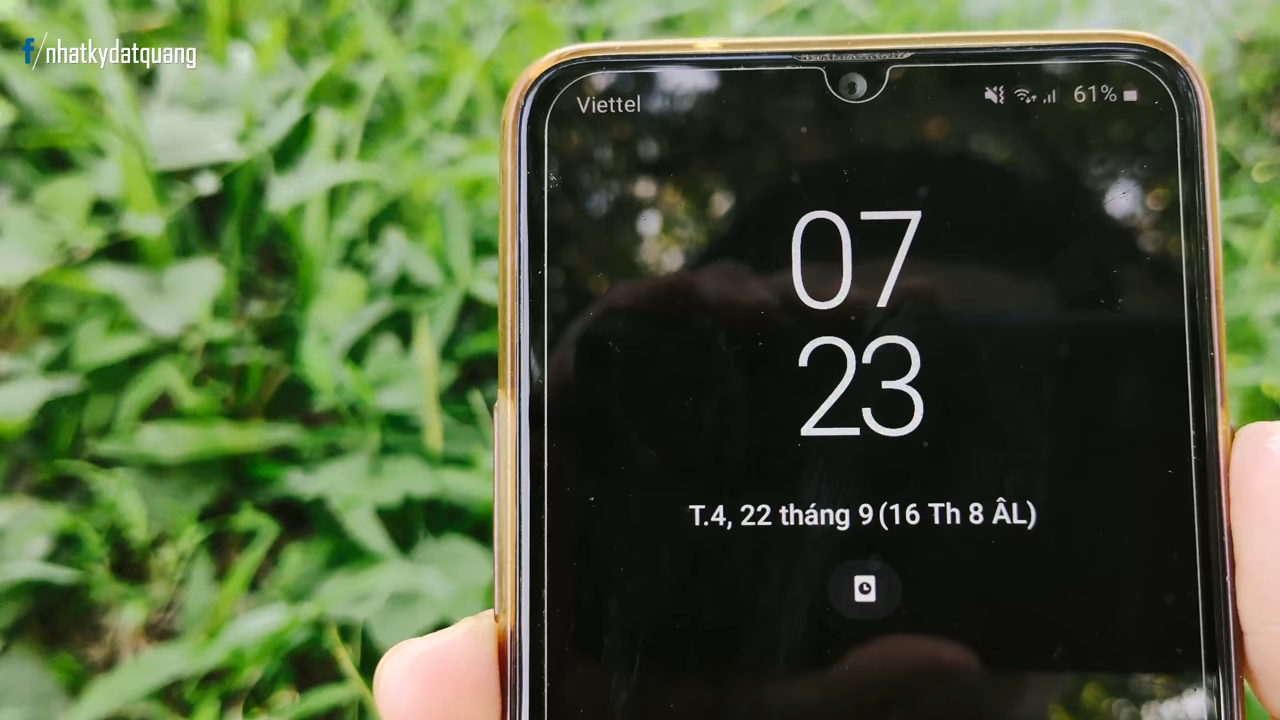 f/nhatkydatquang
Viettel
61%
07
23
T.4, 22 tháng 9 (16 Th 8 ÂL)